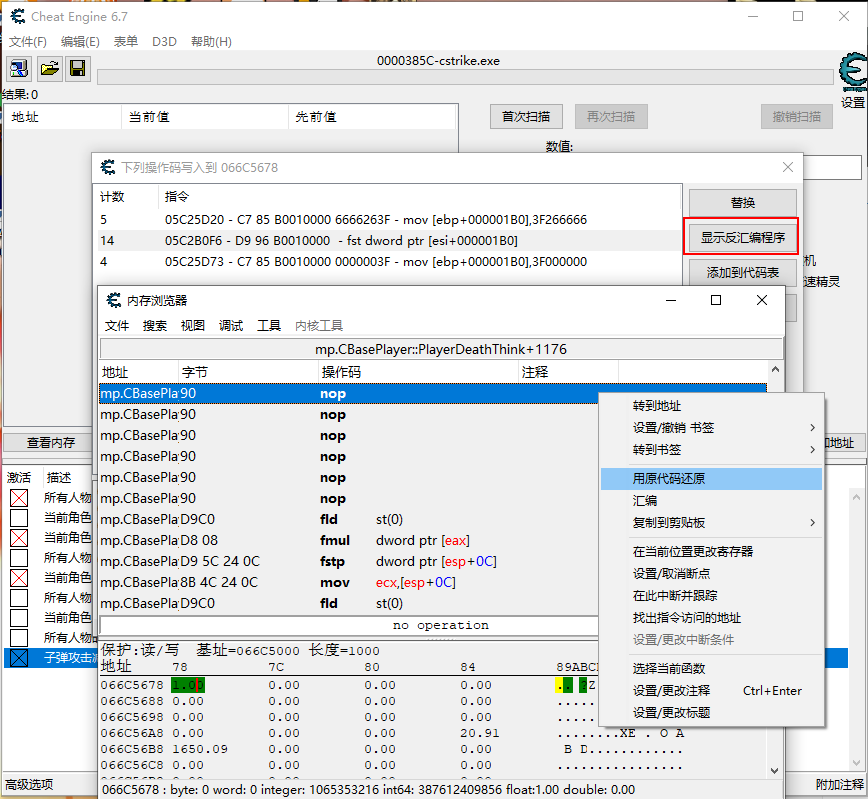 Cheat Engine 6.7
文件(F) 编辑(E) 表单 D3D 帮助(H)
0000385C-cstrike.exe
结果: 0
设置
地址 当前值 先前值
首次扫描 再次扫描 撤销扫描
数值:
下列操作码写入到 066C5678
计数 指令
替换
5 05C25D20 - C7 85 B0010000 6666263F - mov [ebp+000001B0],3F266666
14 05C2B0F6 - D9 96 B0010000 - fst dword ptr [esi+000001B0]
显示反汇编程序
4 05C25D73 - C7 85 B0010000 0000003F - mov [ebp+000001B0],3F000000
机
添加到代码表
速精灵
内存浏览器
文件 搜索 视图 调试 工具 内核工具
mp.CBasePlayer::PlayerDeathThink+1176
地址 字节 操作码 注释
mp.CBasePla 90 nop
mp.CBasePla 90 nop
mp.CBasePla 90 nop
mp.CBasePla 90 nop
mp.CBasePla 90 nop
mp.CBasePla 90 nop
mp.CBasePla D9C0 fld st(0)
mp.CBasePla D8 08 fmul dword ptr [eax]
mp.CBasePla D9 5C 24 0C fstp dword ptr [esp+0C]
mp.CBasePla 8B 4C 24 0C mov ecx,[esp+0C]
mp.CBasePla D9C0 fld st(0)
no operation
转到地址
设置/撤销 书签
转到书签
用原代码还原
汇编
复制到剪贴板
在当前位置更改寄存器
设置/取消断点
在此中断并跟踪
找出指令访问的地址
设置/更改中断条件
选择当前函数
设置/更改注释 Ctrl+Enter
设置/更改标题
查看内存
加地址
激活 描述
所有人物
当前角色
当前角色
所有人物
当前角色
所有人物
当前角色
所有人物
子弹攻击
保护:读/写 基址=066C5000 长度=1000
地址 78 7C 80 84 89ABC
066C5678 1.00 0.00 0.00 0.00 .. ?Z
066C5688 0.00 0.00 0.00 0.00 .....
066C5698 0.00 0.00 0.00 0.00 .....
066C56A8 0.00 0.00 0.00 20.91 ........XE . O A
066C56B8 1650.09 0.00 0.00 0.00 B D............
066C56C8 0.00 0.00 0.00 0.00
066C5678 : byte: 0 word: 0 integer: 1065353216 int64: 387612409856 float:1.00 double: 0.00
高级选项
附加注释